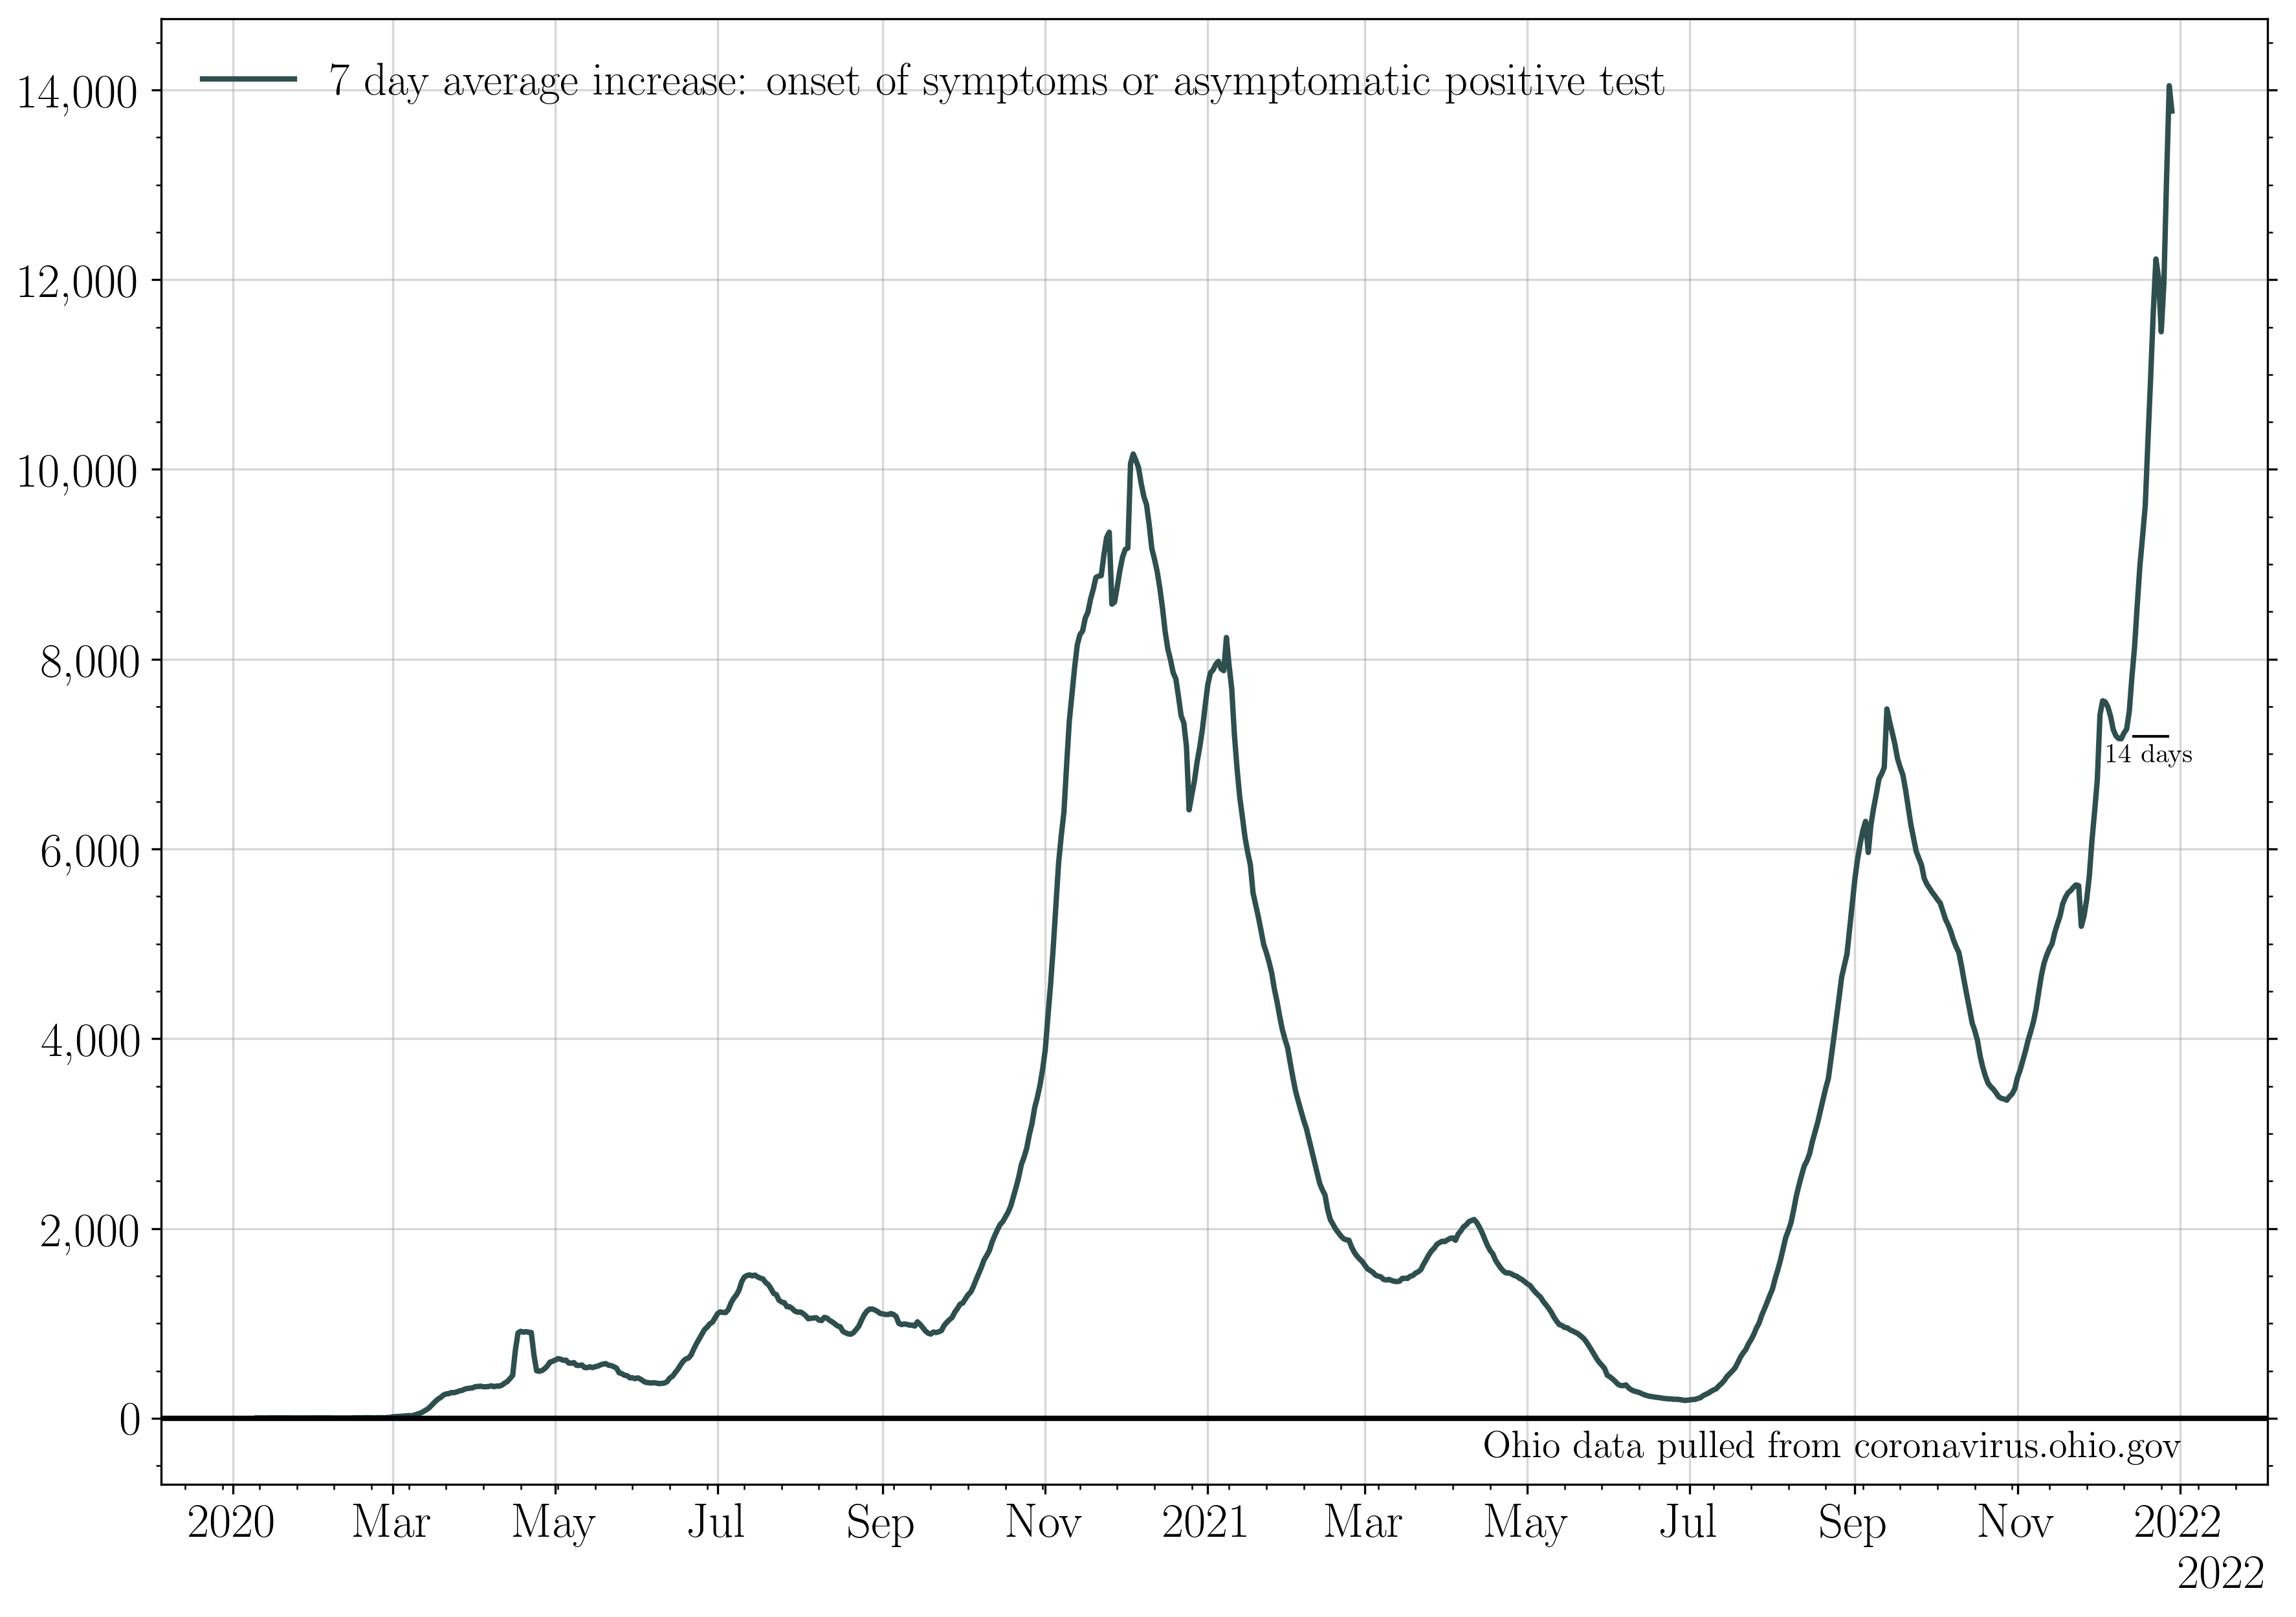 7 day average increase: onset of symptoms or asymptomatic positive test
14,000
12,000
10,000
8,000
6,000
4,000
2,000
0
14 days
Ohio data pulled from coronavirus.ohio.gov
2020 Mar May Jul Sep Nov 2021 Mar May Jul Sep Nov 2022
2022